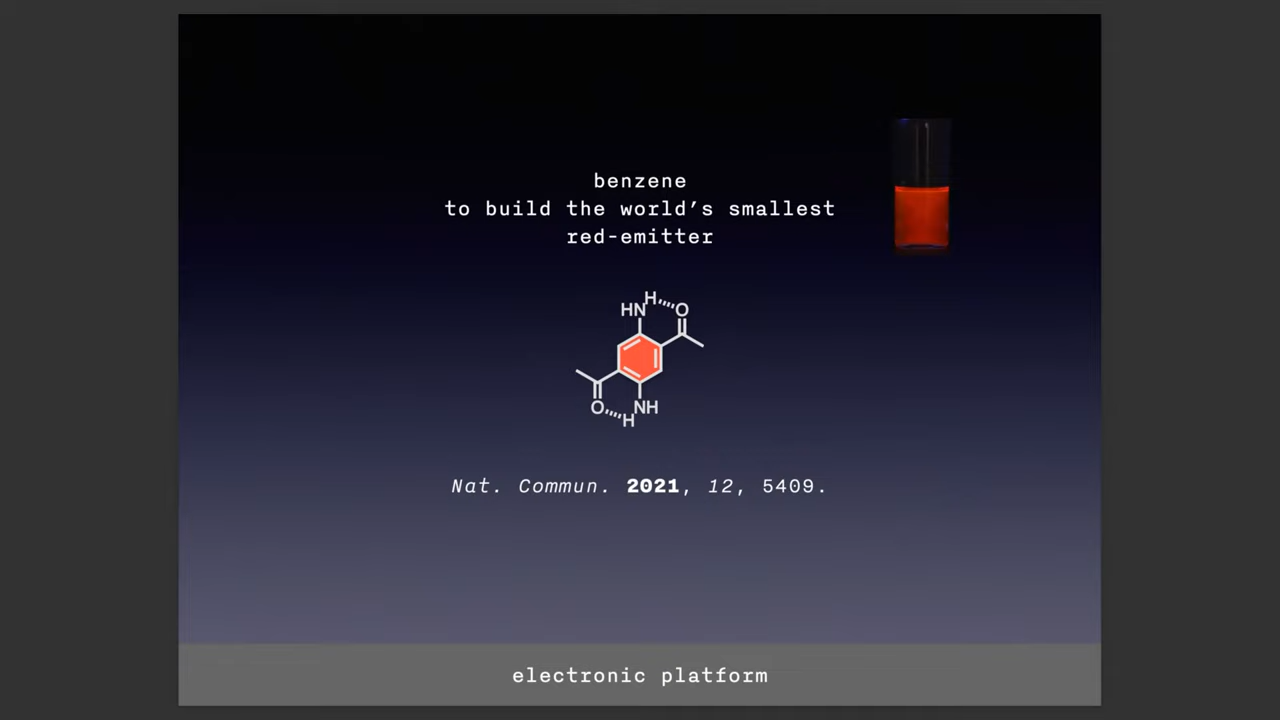 benzene
to build the world’s smallest
red-emitter
H
HN
O
O
NH
H
Nat. Commun. 2021, 12, 5409.
electronic platform